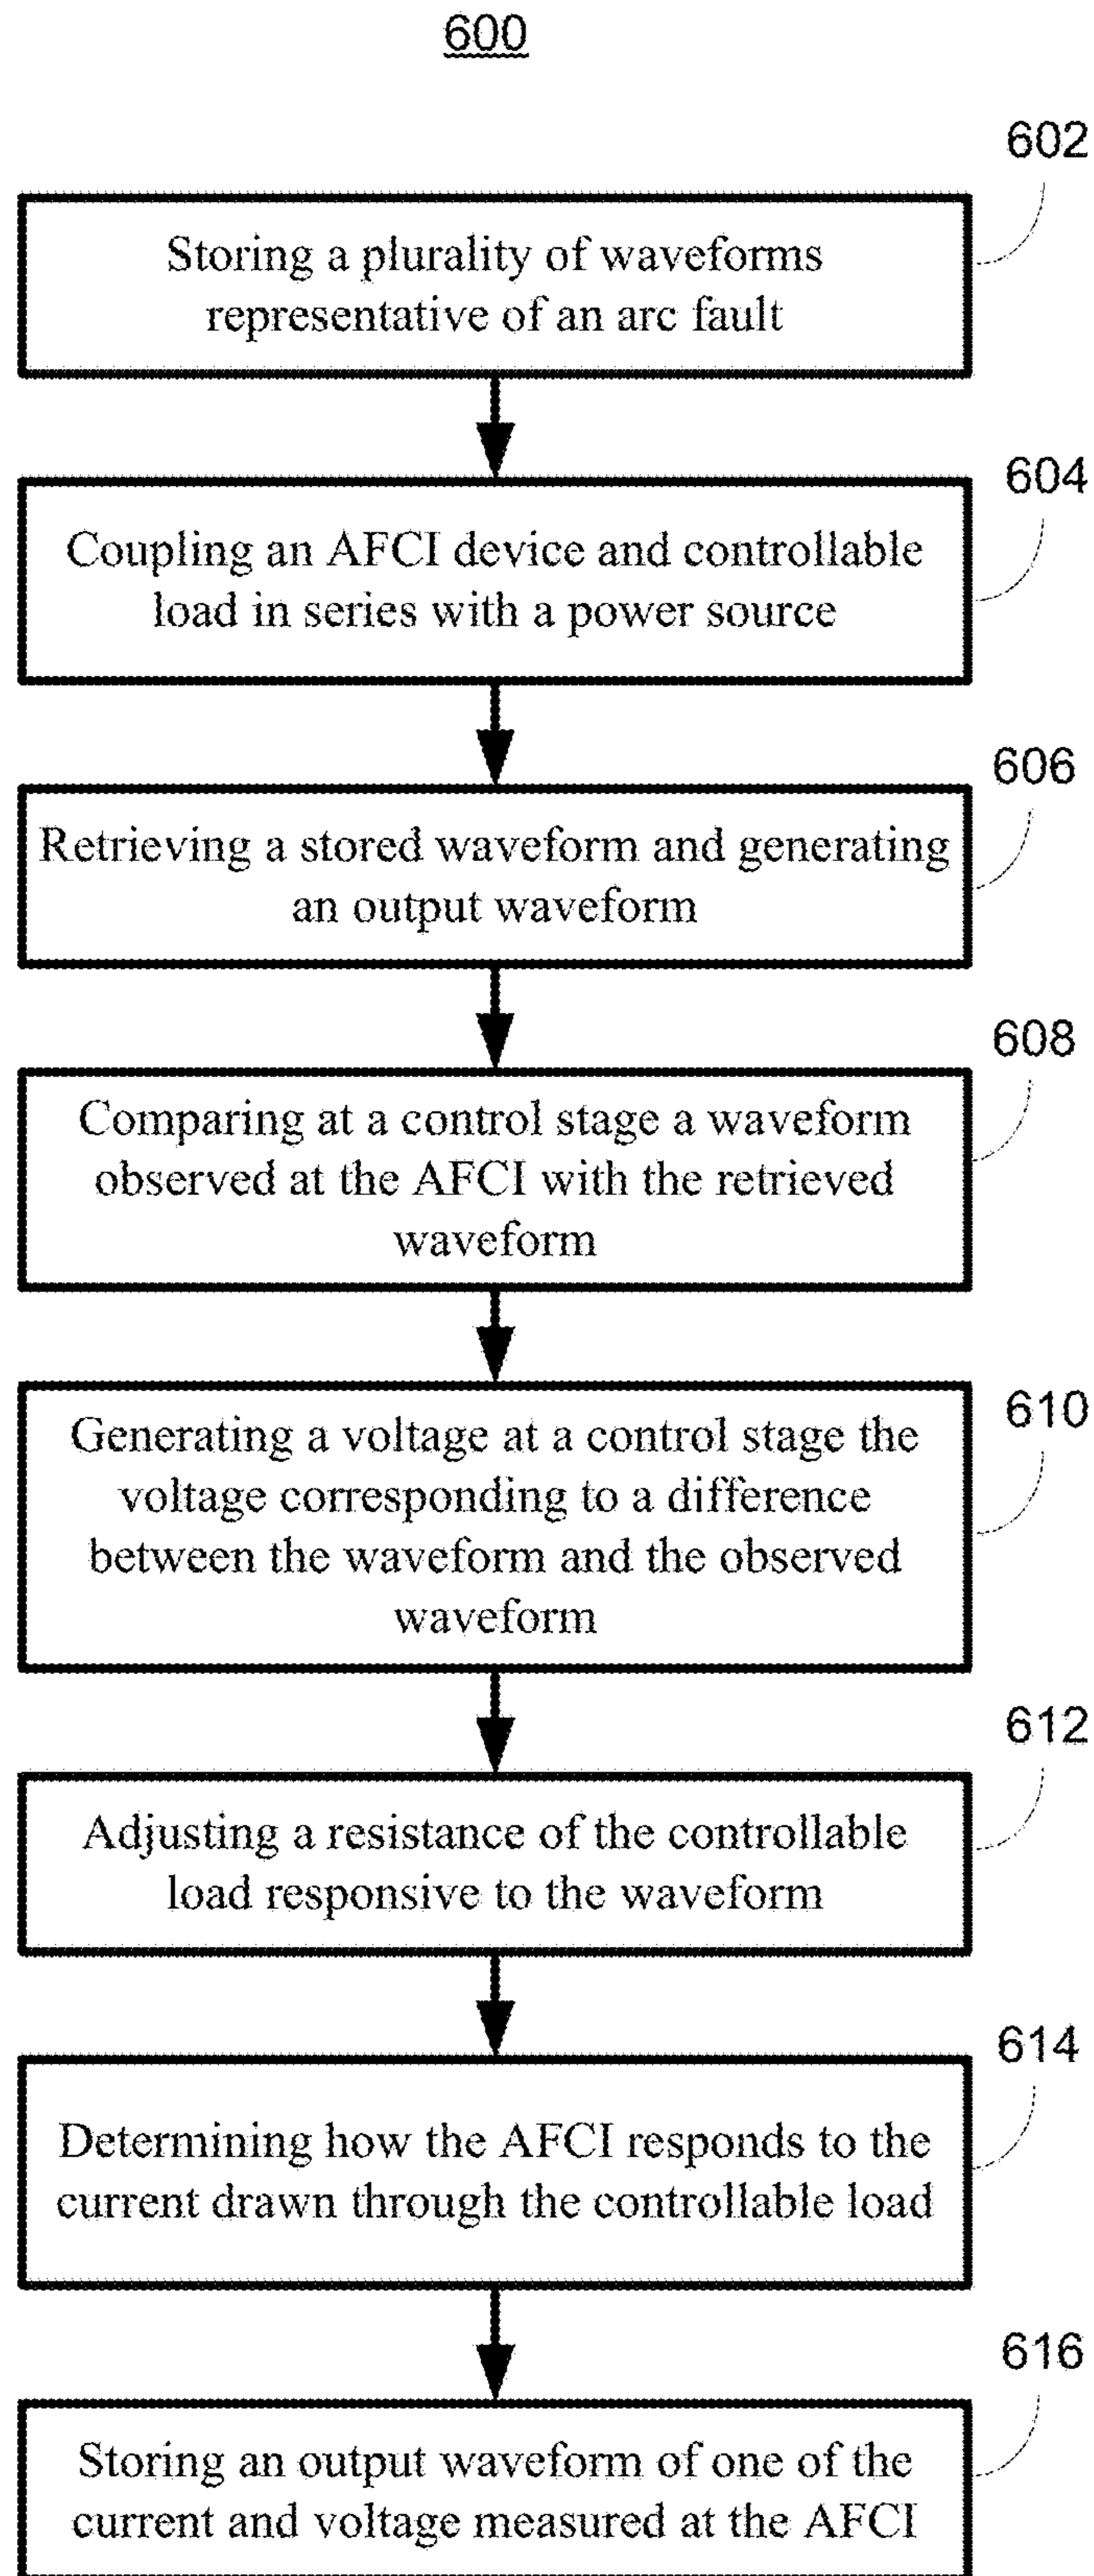 600
602
Storing a plurality of waveforms
representative of an arc fault
604
Coupling an AFCI device and controllable
load in series with a power source
606
Retrieving a stored waveform and generating
an output waveform
608
Comparing at a control stage a waveform
observed at the AFCI with the retrieved
waveform
610
Generating a voltage at a control stage the
voltage corresponding to a difference
between the waveform and the observed
waveform
612
Adjusting a resistance of the controllable
load responsive to the waveform
614
Determining how the AFCI responds to the
current drawn through the controllable load
616
Storing an output waveform of one of the
current and voltage measured at the AFCI